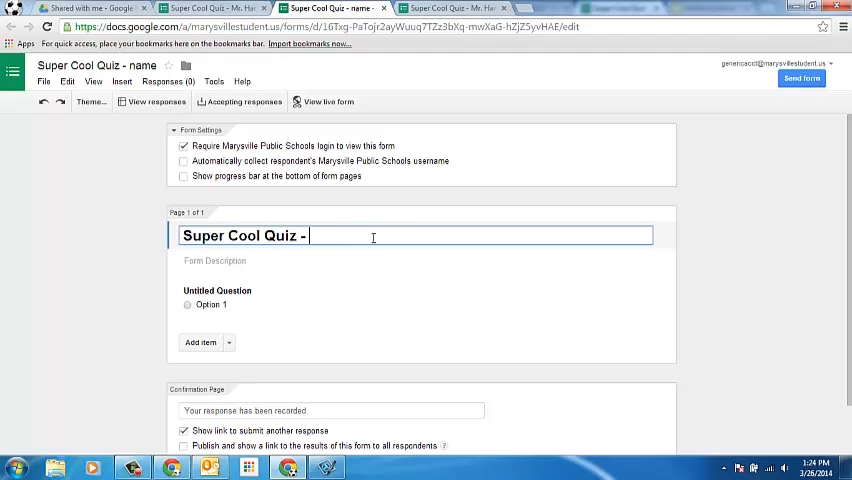 Shared with me - Google
Super Cool Quiz - Mr. Ha
Super Cool Quiz - name -
Super Cool Quiz - Mr. Ha
https://docs.google.com/a/marysvillestudent.us/forms/d/16Txg-PaTojr2ayWuuq7TZz3bXq-mwXaG-hZjZ5yvHAE/edit
Apps For quick access, place your bookmarks here on the bookmarks bar. Import bookmarks now...
Super Cool Quiz - name
genericacct@marysvillestudent.us
File Edit View Insert Responses (0) Tools Help
Send form
Theme... View responses Accepting responses View live form
Form Settings
Require Marysville Public Schools login to view this form
Automatically collect respondent's Marysville Public Schools username
Show progress bar at the bottom of form pages
Page 1 of 1
Super Cool Quiz -
Form Description
Untitled Question
Option 1
Add item
Confirmation Page
Your response has been recorded.
Show link to submit another response
Publish and show a link to the results of this form to all respondents ?
1:24 PM
3/26/2014